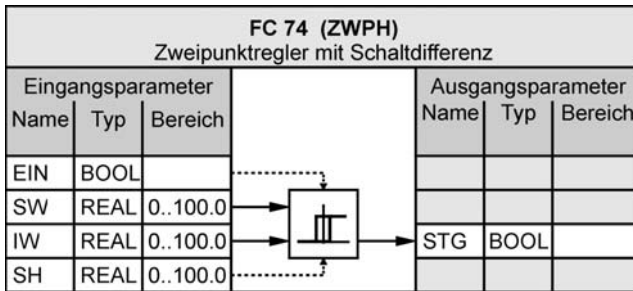 FC 74 (ZWPH)
Zweipunktregler mit Schaltdifferenz
Eingangsparameter
Ausgangsparameter
Name Typ Bereich
Name Typ Bereich
EIN BOOL
SW REAL 0..100.0
IW REAL 0..100.0
STG BOOL
SH REAL 0..100.0